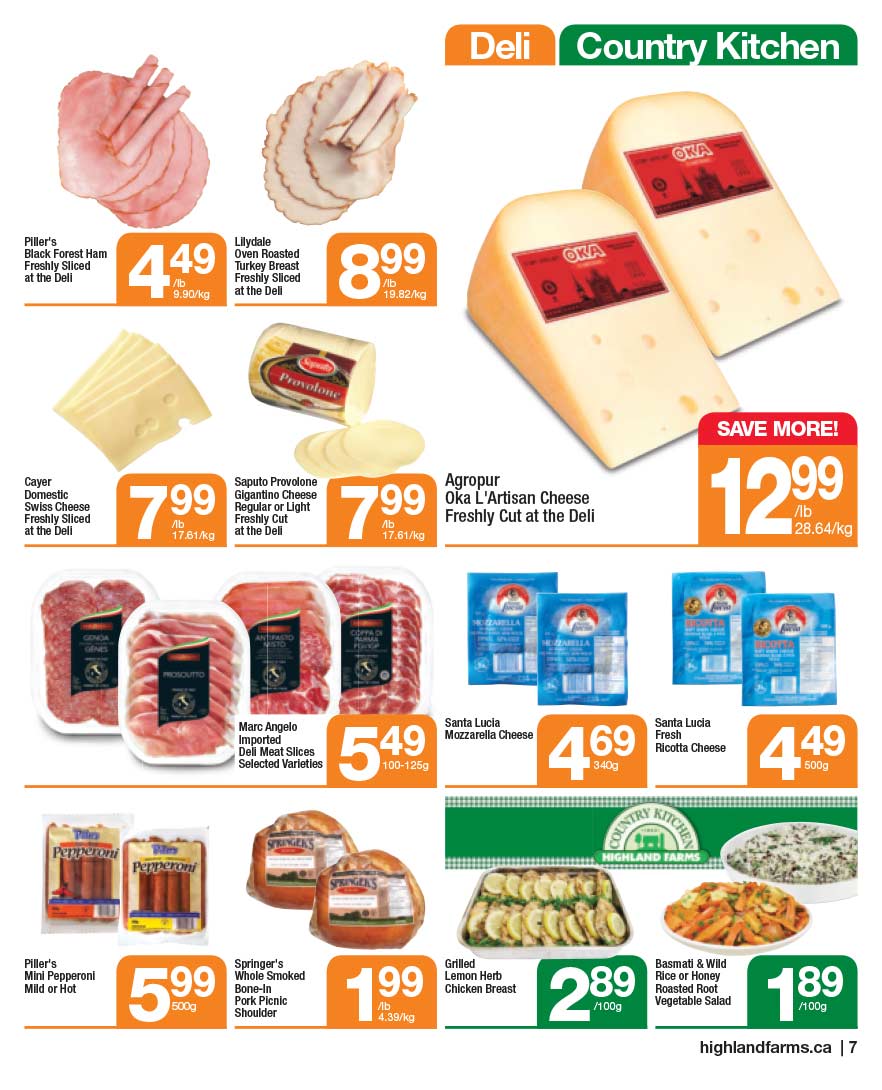 Deli
Country Kitchen
OKA
OKA
Piller's
Black Forest Ham
Freshly Sliced
at the Deli
4.49
/lb
9.90/kg
Lilydale
Oven Roasted
Turkey Breast
Freshly Sliced
at the Deli
8.99
/lb
19.82/kg
Saputo
Provolone
Cayer
Domestic
Swiss Cheese
Freshly Sliced
at the Deli
7.99
/lb
17.61/kg
Saputo Provolone
Gigantino Cheese
Regular or Light
Freshly Cut
at the Deli
7.99
/lb
17.61/kg
Agropur
Oka L'Artisan Cheese
Freshly Cut at the Deli
SAVE MORE!
12.99
/lb
28.64/kg
GENOA
GÊNES
PROSCIUTTO
ANTIPASTO
MISTO
COPPA DI
PARMA
Marc Angelo
Imported
Deli Meat Slices
Selected Varieties
5.49
100-125g
MOZZARELLA
MOZZARELLA
Santa Lucia
Mozzarella Cheese
4.69
340g
RICOTTA
RICOTTA
Santa Lucia
Fresh
Ricotta Cheese
4.49
500g
Piller's
Pepperoni
Piller's
Pepperoni
Piller's
Mini Pepperoni
Mild or Hot
5.99
500g
SPRINGER'S
SPRINGER'S
Springer's
Whole Smoked
Bone-In
Pork Picnic
Shoulder
1.99
/lb
4.39/kg
COUNTRY KITCHEN
HIGHLAND FARMS
Grilled
Lemon Herb
Chicken Breast
2.89
/100g
Basmati & Wild
Rice or Honey
Roasted Root
Vegetable Salad
1.89
/100g
highlandfarms.ca | 7